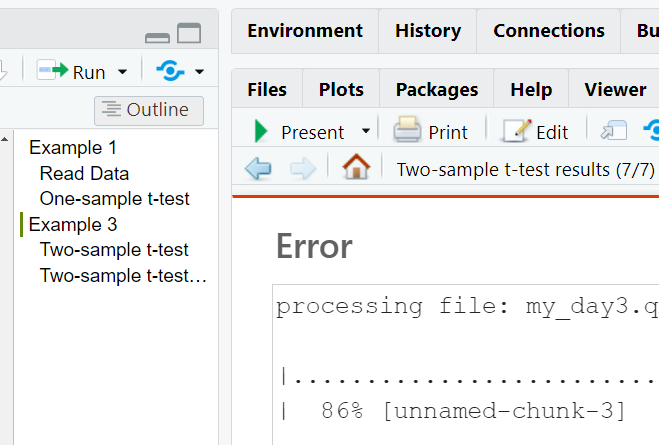 Run
Outline
Example 1
Read Data
One-sample t-test
Example 3
Two-sample t-test
Two-sample t-test…
Environment History Connections Bu
Files Plots Packages Help Viewer
Present Print Edit
Two-sample t-test results (7/7)
Error
processing file: my_day3.q
|..........................
| 86% [unnamed-chunk-3]